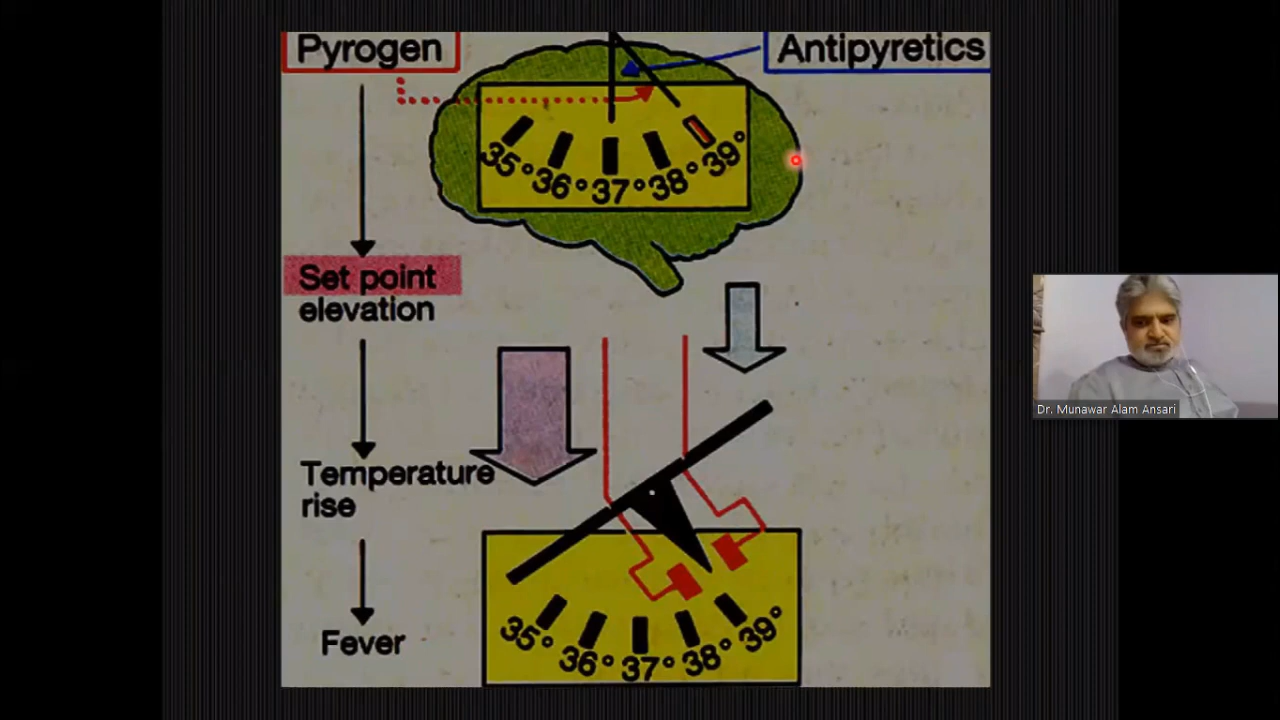 Pyrogen
Antipyretics
35° 36° 37° 38° 39°
Set point
elevation
Temperature
rise
Fever
35° 36° 37° 38° 39°
Dr. Munawar Alam Ansari